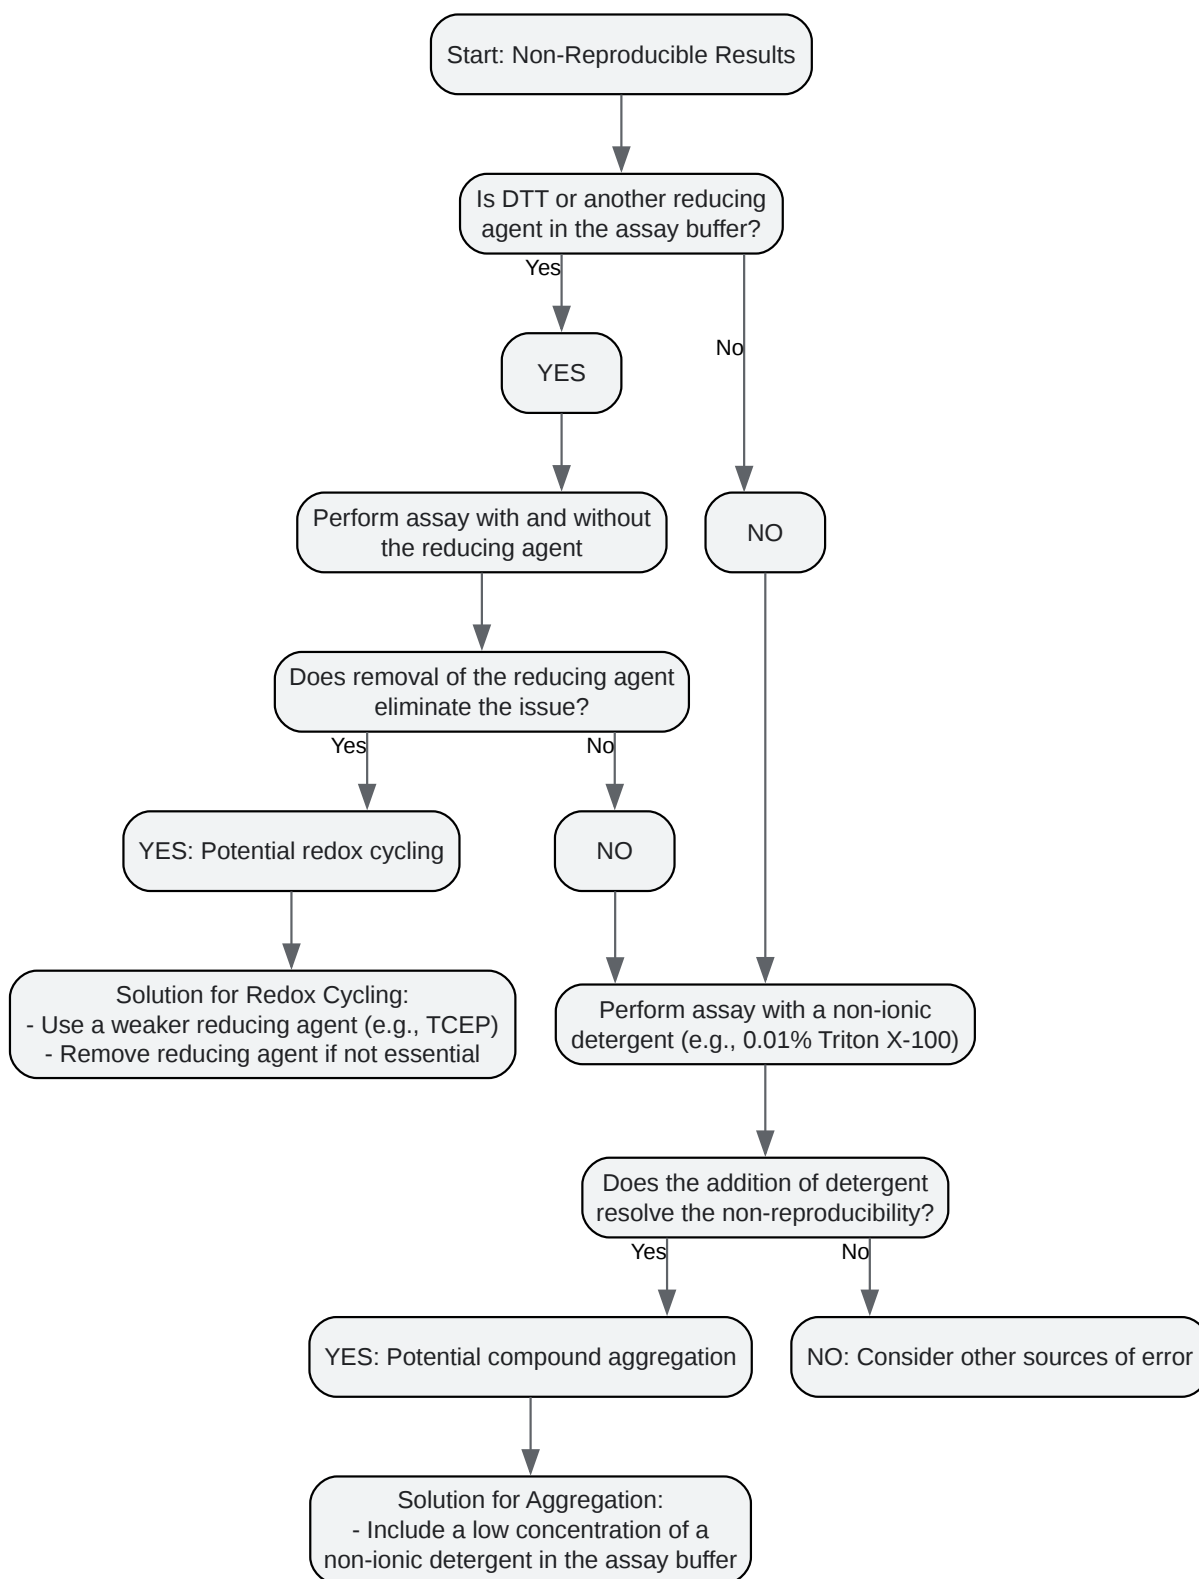 Start: Non-Reproducible Results
Is DTT or another reducing
agent in the assay buffer?
Yes
No
YES
Perform assay with and without
the reducing agent
NO
Does removal of the reducing agent
eliminate the issue?
Yes
No
YES: Potential redox cycling
NO
Solution for Redox Cycling:
- Use a weaker reducing agent (e.g., TCEP)
- Remove reducing agent if not essential
Perform assay with a non-ionic
detergent (e.g., 0.01% Triton X-100)
Does the addition of detergent
resolve the non-reproducibility?
Yes
No
YES: Potential compound aggregation
NO: Consider other sources of error
Solution for Aggregation:
- Include a low concentration of a
non-ionic detergent in the assay buffer